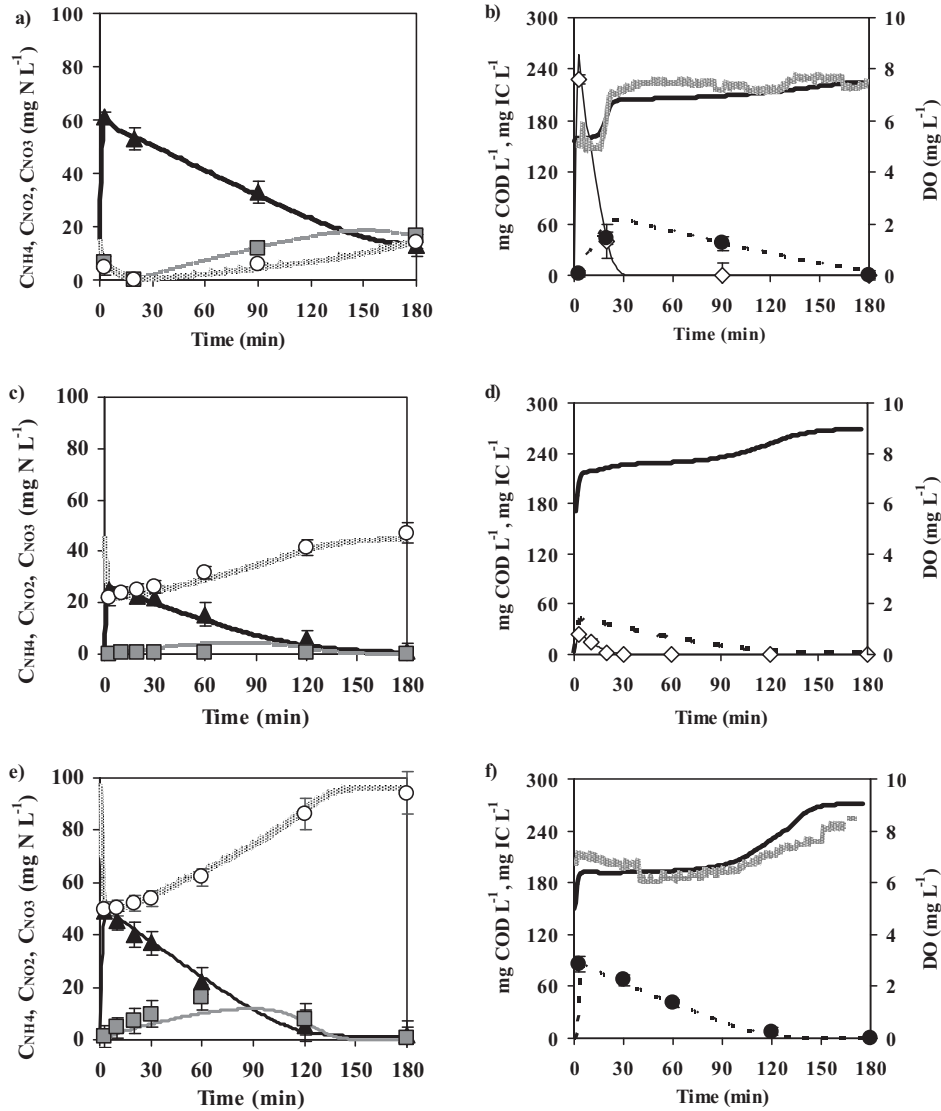 a)
CNH4, CNO2, CNO3 (mg N L-1)
100
80
60
40
20
0
0 30 60 90 120 150 180
Time (min)
b)
mg COD L-1, mg IC L-1
300
240
180
120
60
0
10
8
6
4
2
0
DO (mg L-1)
0 30 60 90 120 150 180
Time (min)
c)
CNH4, CNO2, CNO3 (mg N L-1)
100
80
60
40
20
0
0 30 60 90 120 150 180
Time (min)
d)
mg COD L-1, mg IC L-1
300
240
180
120
60
0
10
8
6
4
2
0
DO (mg L-1)
0 30 60 90 120 150 180
Time (min)
e)
CNH4, CNO2, CNO3 (mg N L-1)
100
80
60
40
20
0
0 30 60 90 120 150 180
Time (min)
f)
mg COD L-1, mg IC L-1
300
240
180
120
60
0
10
8
6
4
2
0
DO (mg L-1)
0 30 60 90 120 150 180
Time (min)